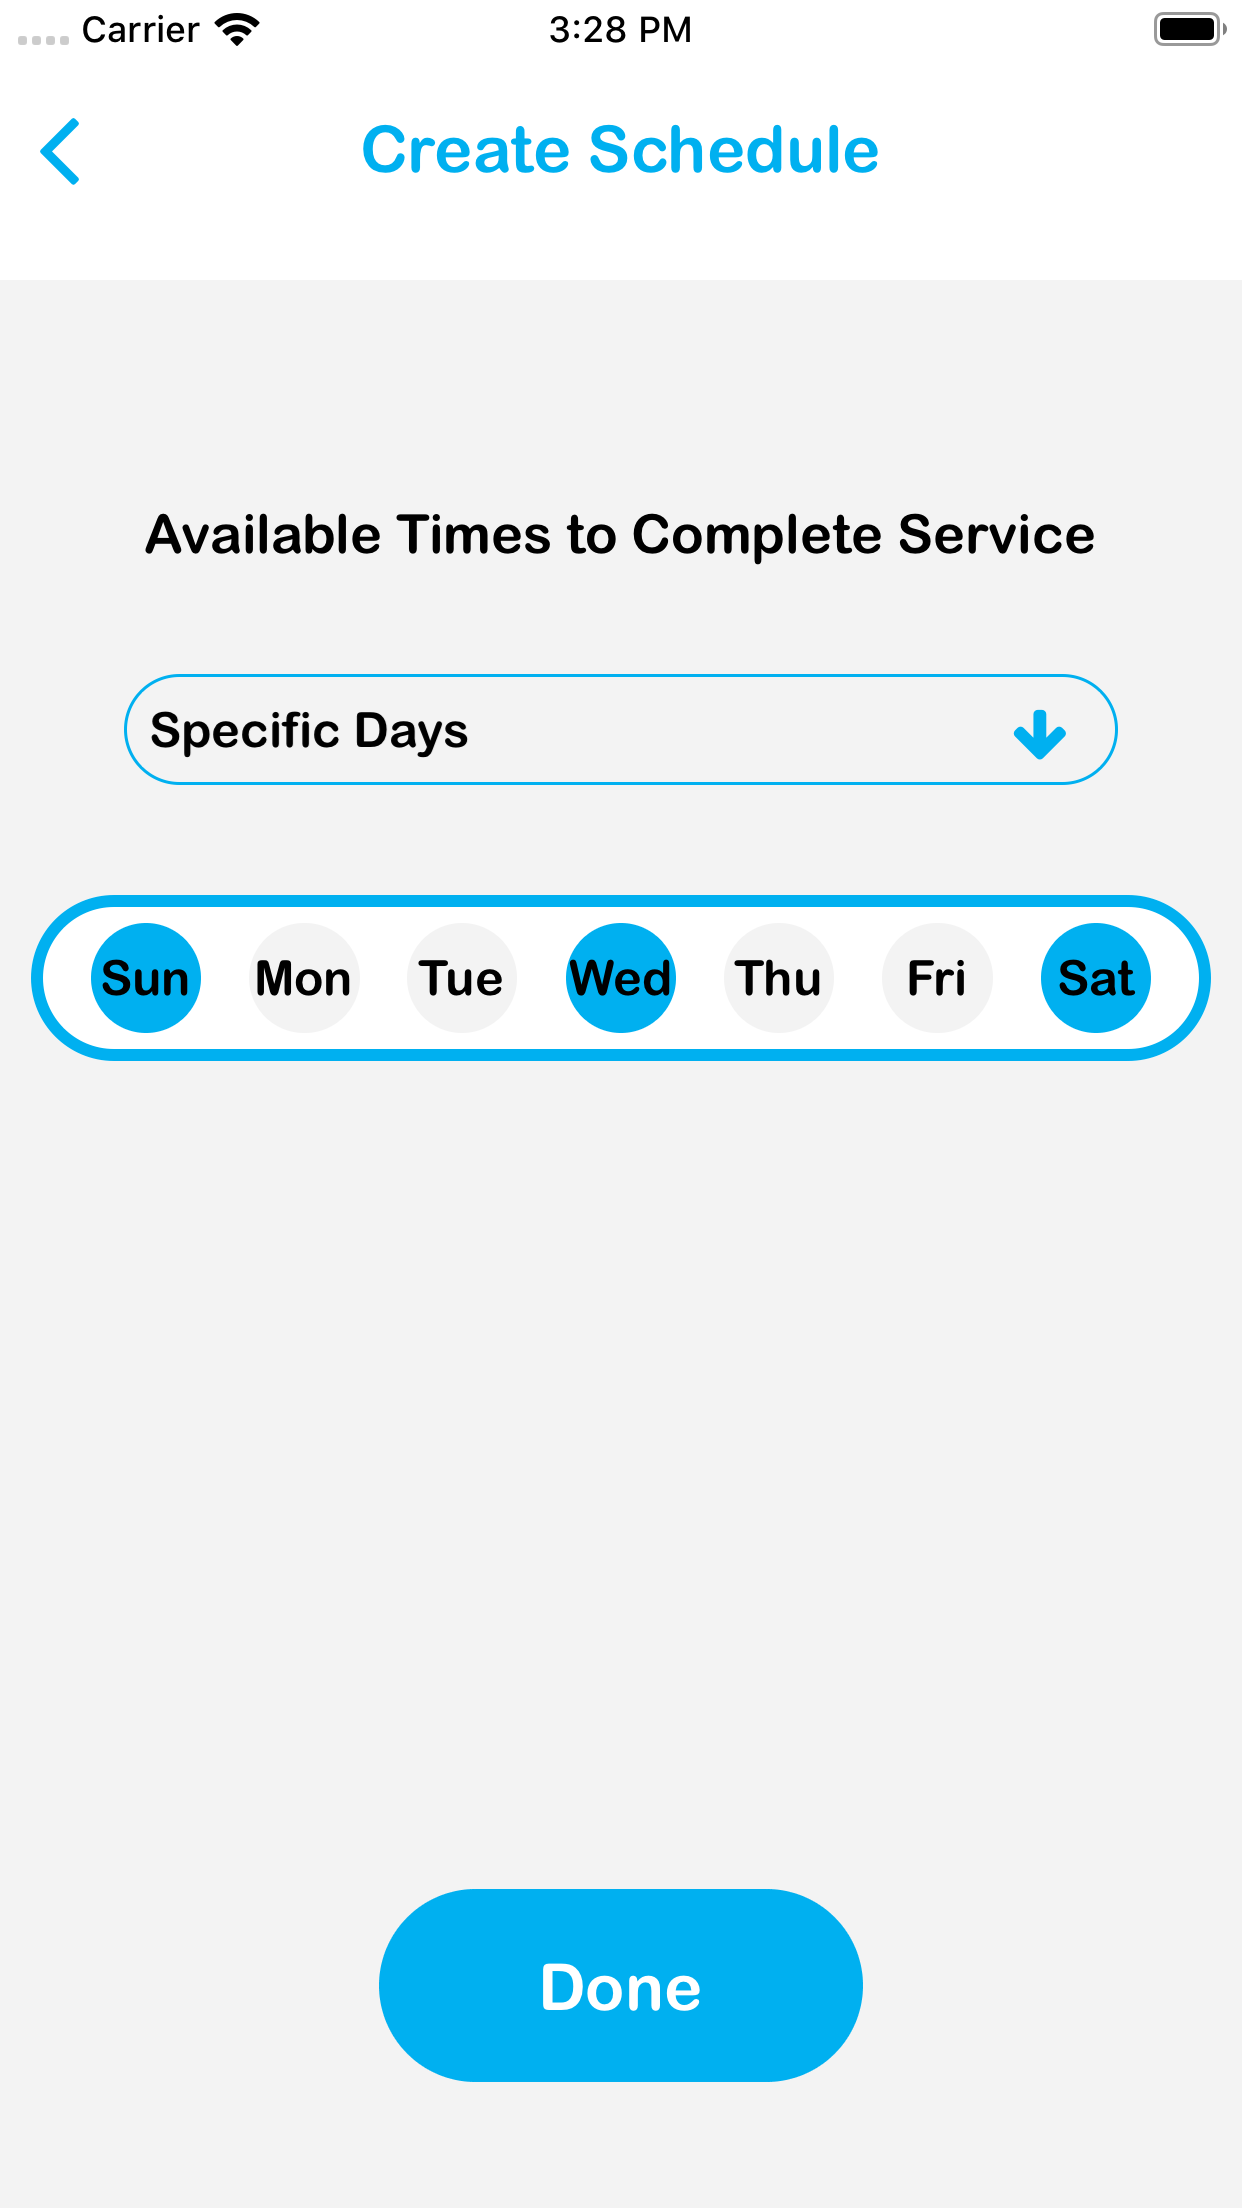 Carrier 3:28 PM
Create Schedule
Available Times to Complete Service
Specific Days
Sun Mon Tue Wed Thu Fri Sat
Done